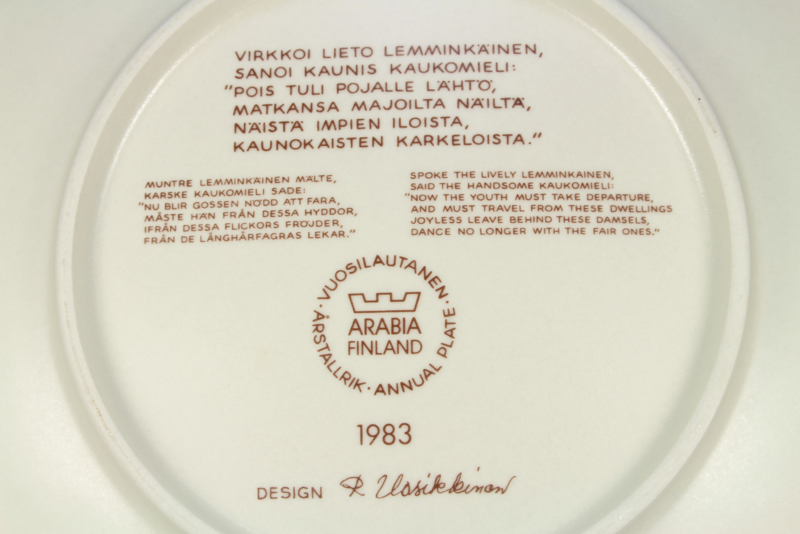 VIRKKOI LIETO LEMMINKÄINEN,
SANOI KAUNIS KAUKOMIELI:
"POIS TULI POJALLE LÄHTÖ,
MATKANSA MAJOILTA NÄILTÄ,
NÄISTÄ IMPIEN ILOISTA,
KAUNOKAISTEN KARKELOISTA."
MUNTRE LEMMINKÄINEN MÄLTE,
KARSKE KAUKOMIELI SADE:
"NU BLIR GOSSEN NÖDD ATT FARA,
MÅSTE HÄN FRÅN DESSA HYDDOR,
IFRÅN DESSA FLICKORS FRÖJDER,
FRÅN DE LÅNGHÅRFAGRAS LEKAR."
SPOKE THE LIVELY LEMMINKAINEN,
SAID THE HANDSOME KAUKOMIELI:
"NOW THE YOUTH MUST TAKE DEPARTURE,
AND MUST TRAVEL FROM THESE DWELLINGS
JOYLESS LEAVE BEHIND THESE DAMSELS,
DANCE NO LONGER WITH THE FAIR ONES."
· VUOSILAUTANEN · ANNUAL PLATE · ÅRSTALLRIK
ARABIA
FINLAND
1983
DESIGN R Uosikkinen